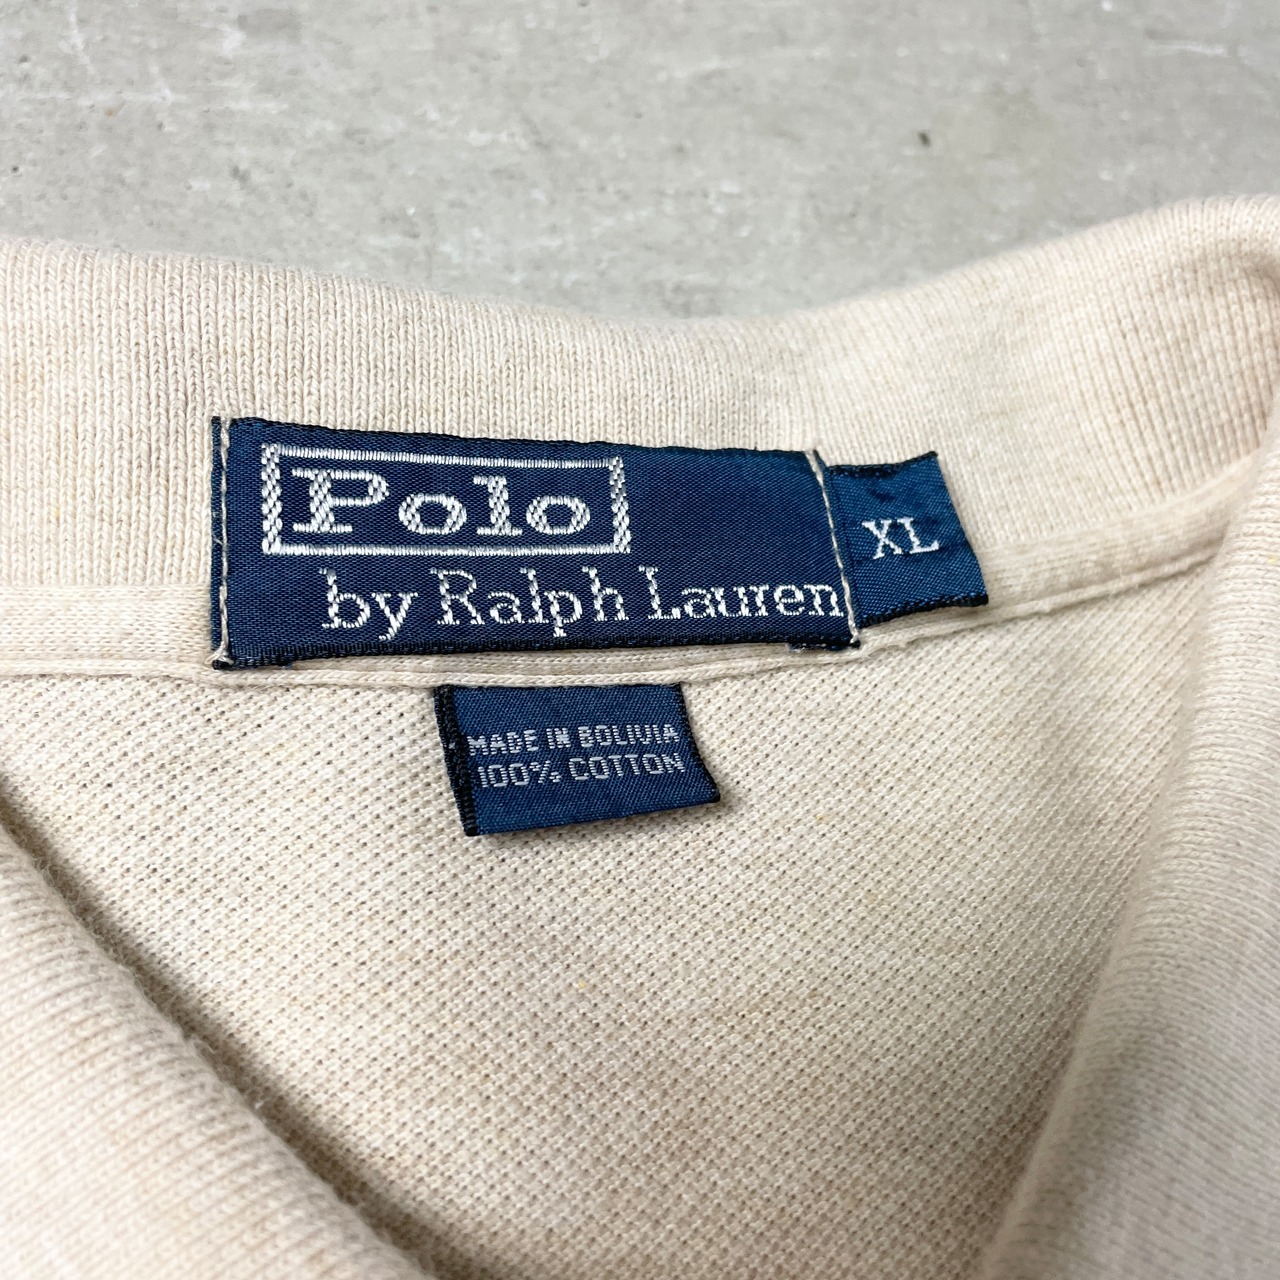 Polo
by Ralph Lauren
XL
MADE IN BOLIVIA
100% COTTON